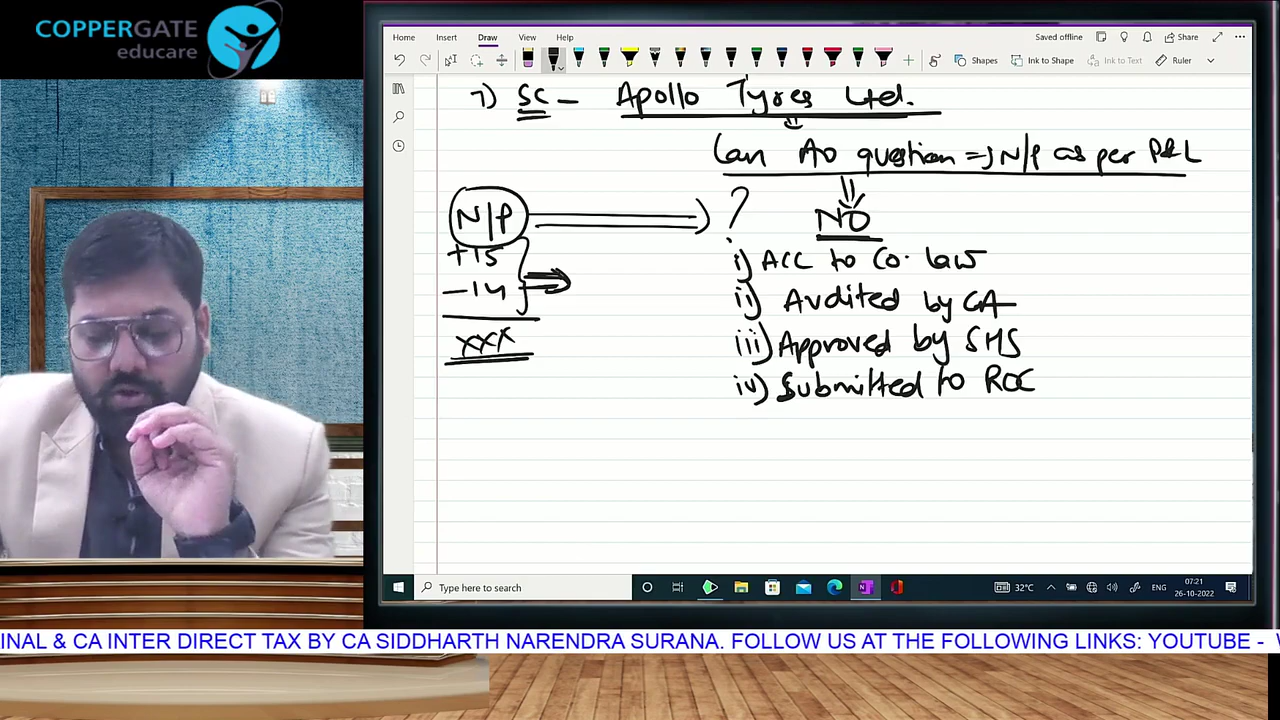 COPPERGATE
educare
Home Insert Draw View Help
Saved offline
Share
Shapes
Ink to Shape
Ink to Text
Ruler
7) SC - Apollo Tyres Ltd.
Can AO question => N/P as per P&L
N/P ? NO
+15
-14
xxx
i) ACC to Co. law
ii) Audited by CA
iii) Approved by SHS
iv) Submitted to ROC
Type here to search
32°C
ENG
07:21
26-10-2022
INAL & CA INTER DIRECT TAX BY CA SIDDHARTH NARENDRA SURANA. FOLLOW US AT THE FOLLOWING LINKS: YOUTUBE -